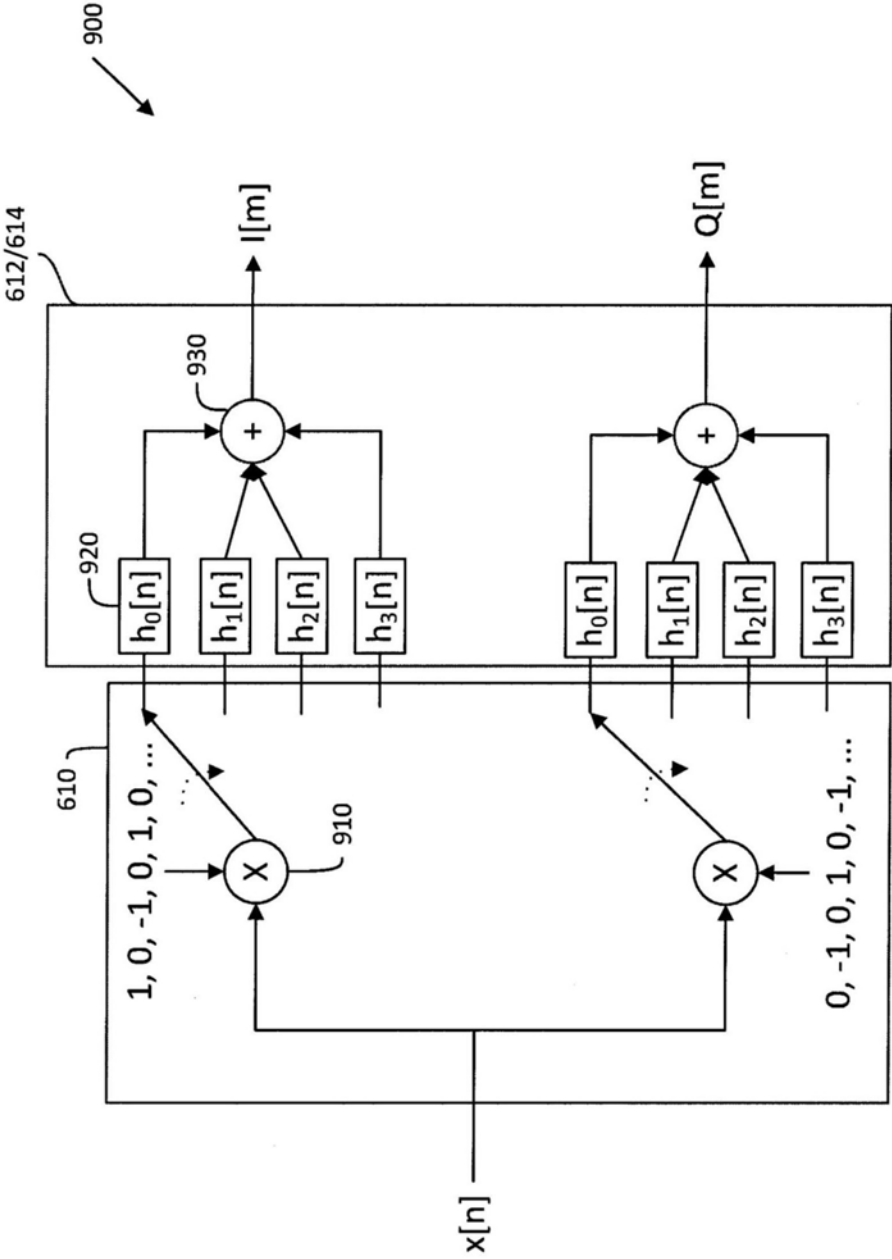 900
612/614
610
1, 0, -1, 0, 1, 0, ...
920
930
h₀[n]
h₁[n]
h₂[n]
h₃[n]
+
I[m]
X
910
x[n]
X
h₀[n]
h₁[n]
h₂[n]
h₃[n]
+
Q[m]
0, -1, 0, 1, 0, -1, ...